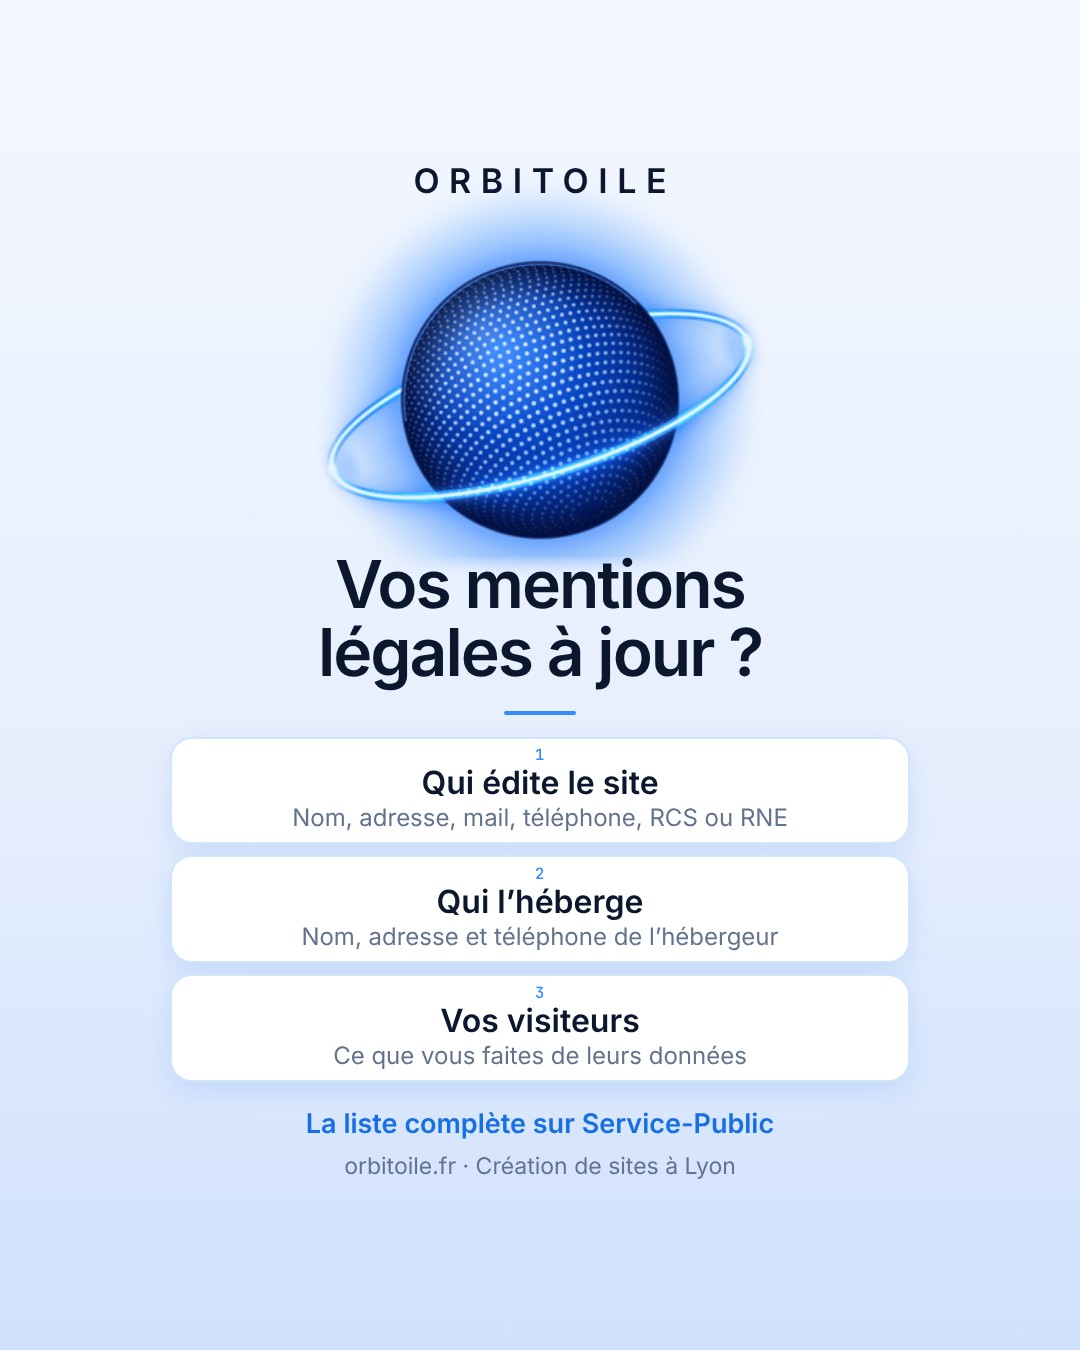 ORBITOILE
Vos mentions
légales à jour ?
1
Qui édite le site
Nom, adresse, mail, téléphone, RCS ou RNE
2
Qui l’héberge
Nom, adresse et téléphone de l’hébergeur
3
Vos visiteurs
Ce que vous faites de leurs données
La liste complète sur Service-Public
orbitoile.fr · Création de sites à Lyon